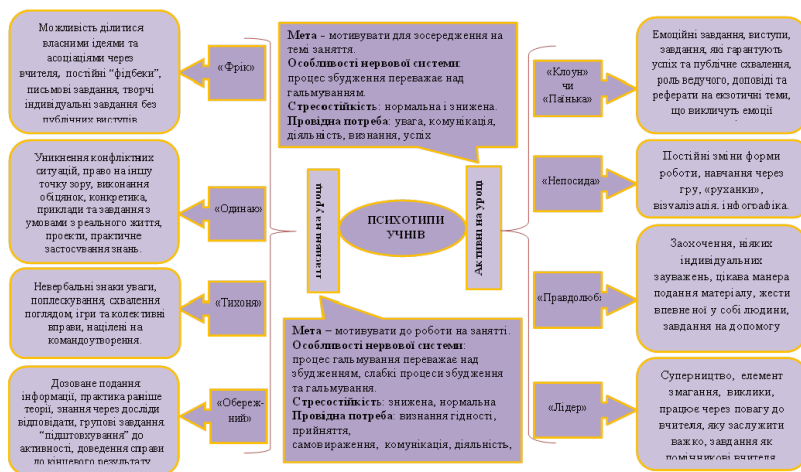 Можливість ділитися
власними ідеями та
асоціаціями через
вчителя, постійні “фідбеки”,
письмові завдання, творчі
індивідуальні завдання без
публічних виступів
«Фрік»
Уникнення конфліктних
ситуацій, право на іншу
точку зору, виконання
обіцянок, конкретика,
приклади та завдання з
умовами з реального життя,
проекти, практичне
застосування знань.
«Одинак»
Невербальні знаки уваги,
поплескування, схвалення
поглядом, ігри та колективні
вправи, націлені на
командоутворення.
«Тихоня»
Дозоване подання
інформації, практика раніше
теорії, знання через досліди
відповідати, групові завдання.
“підштовхування” до
активності, доведення справи
до кінцевого результату
«Обереж-
ний»
Мета – мотивувати для зосередження на
темі заняття.
Особливості нервової системи:
процес збудження переважає над
гальмуванням.
Стресостійкість: нормальна і знижена.
Провідна потреба: увага, комунікація,
діяльність, визнання, успіх
Пасивні на уроці
ПСИХОТИПИ
УЧНІВ
Активні на уроці
Мета – мотивувати до роботи на занятті.
Особливості нервової системи:
процес гальмування переважає над
збудженням, слабкі процеси збудження
та гальмування.
Стресостійкість: знижена, нормальна
Провідна потреба: визнання гідності,
прийняття,
самовираження, комунікація, діяльність,
«Клоун»
чи
«Паінька»
Емоційні завдання, виступи,
завдання, які гарантують
успіх та публічне схвалення,
роль ведучого, доповіді та
реферати на екзотичні теми,
що викличуть емоції
«Непосида»
Постійні зміни форми
роботи, навчання через
гру, «руханки»,
візуалізація. інфографіка.
«Правдолюб»
Заохочення, ніяких
індивідуальних
зауважень, цікава манера
подання матеріалу, жести
впевненої у собі людини,
завдання на допомогу
«Лідер»
Суперництво, елемент
змагання, виклики,
працює через повагу до
вчителя, яку заслужити
важко, завдання як
помічникові вчителя